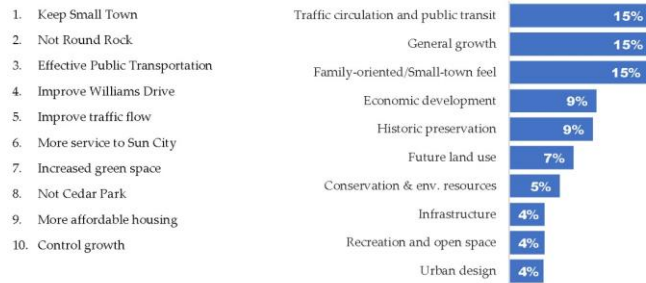 1. Keep Small Town
2. Not Round Rock
3. Effective Public Transportation
4. Improve Williams Drive
5. Improve traffic flow
6. More service to Sun City
7. Increased green space
8. Not Cedar Park
9. More affordable housing
10. Control growth
Traffic circulation and public transit 15%
General growth 15%
Family-oriented/Small-town feel 15%
Economic development 9%
Historic preservation 9%
Future land use 7%
Conservation & env. resources 5%
Infrastructure 4%
Recreation and open space 4%
Urban design 4%